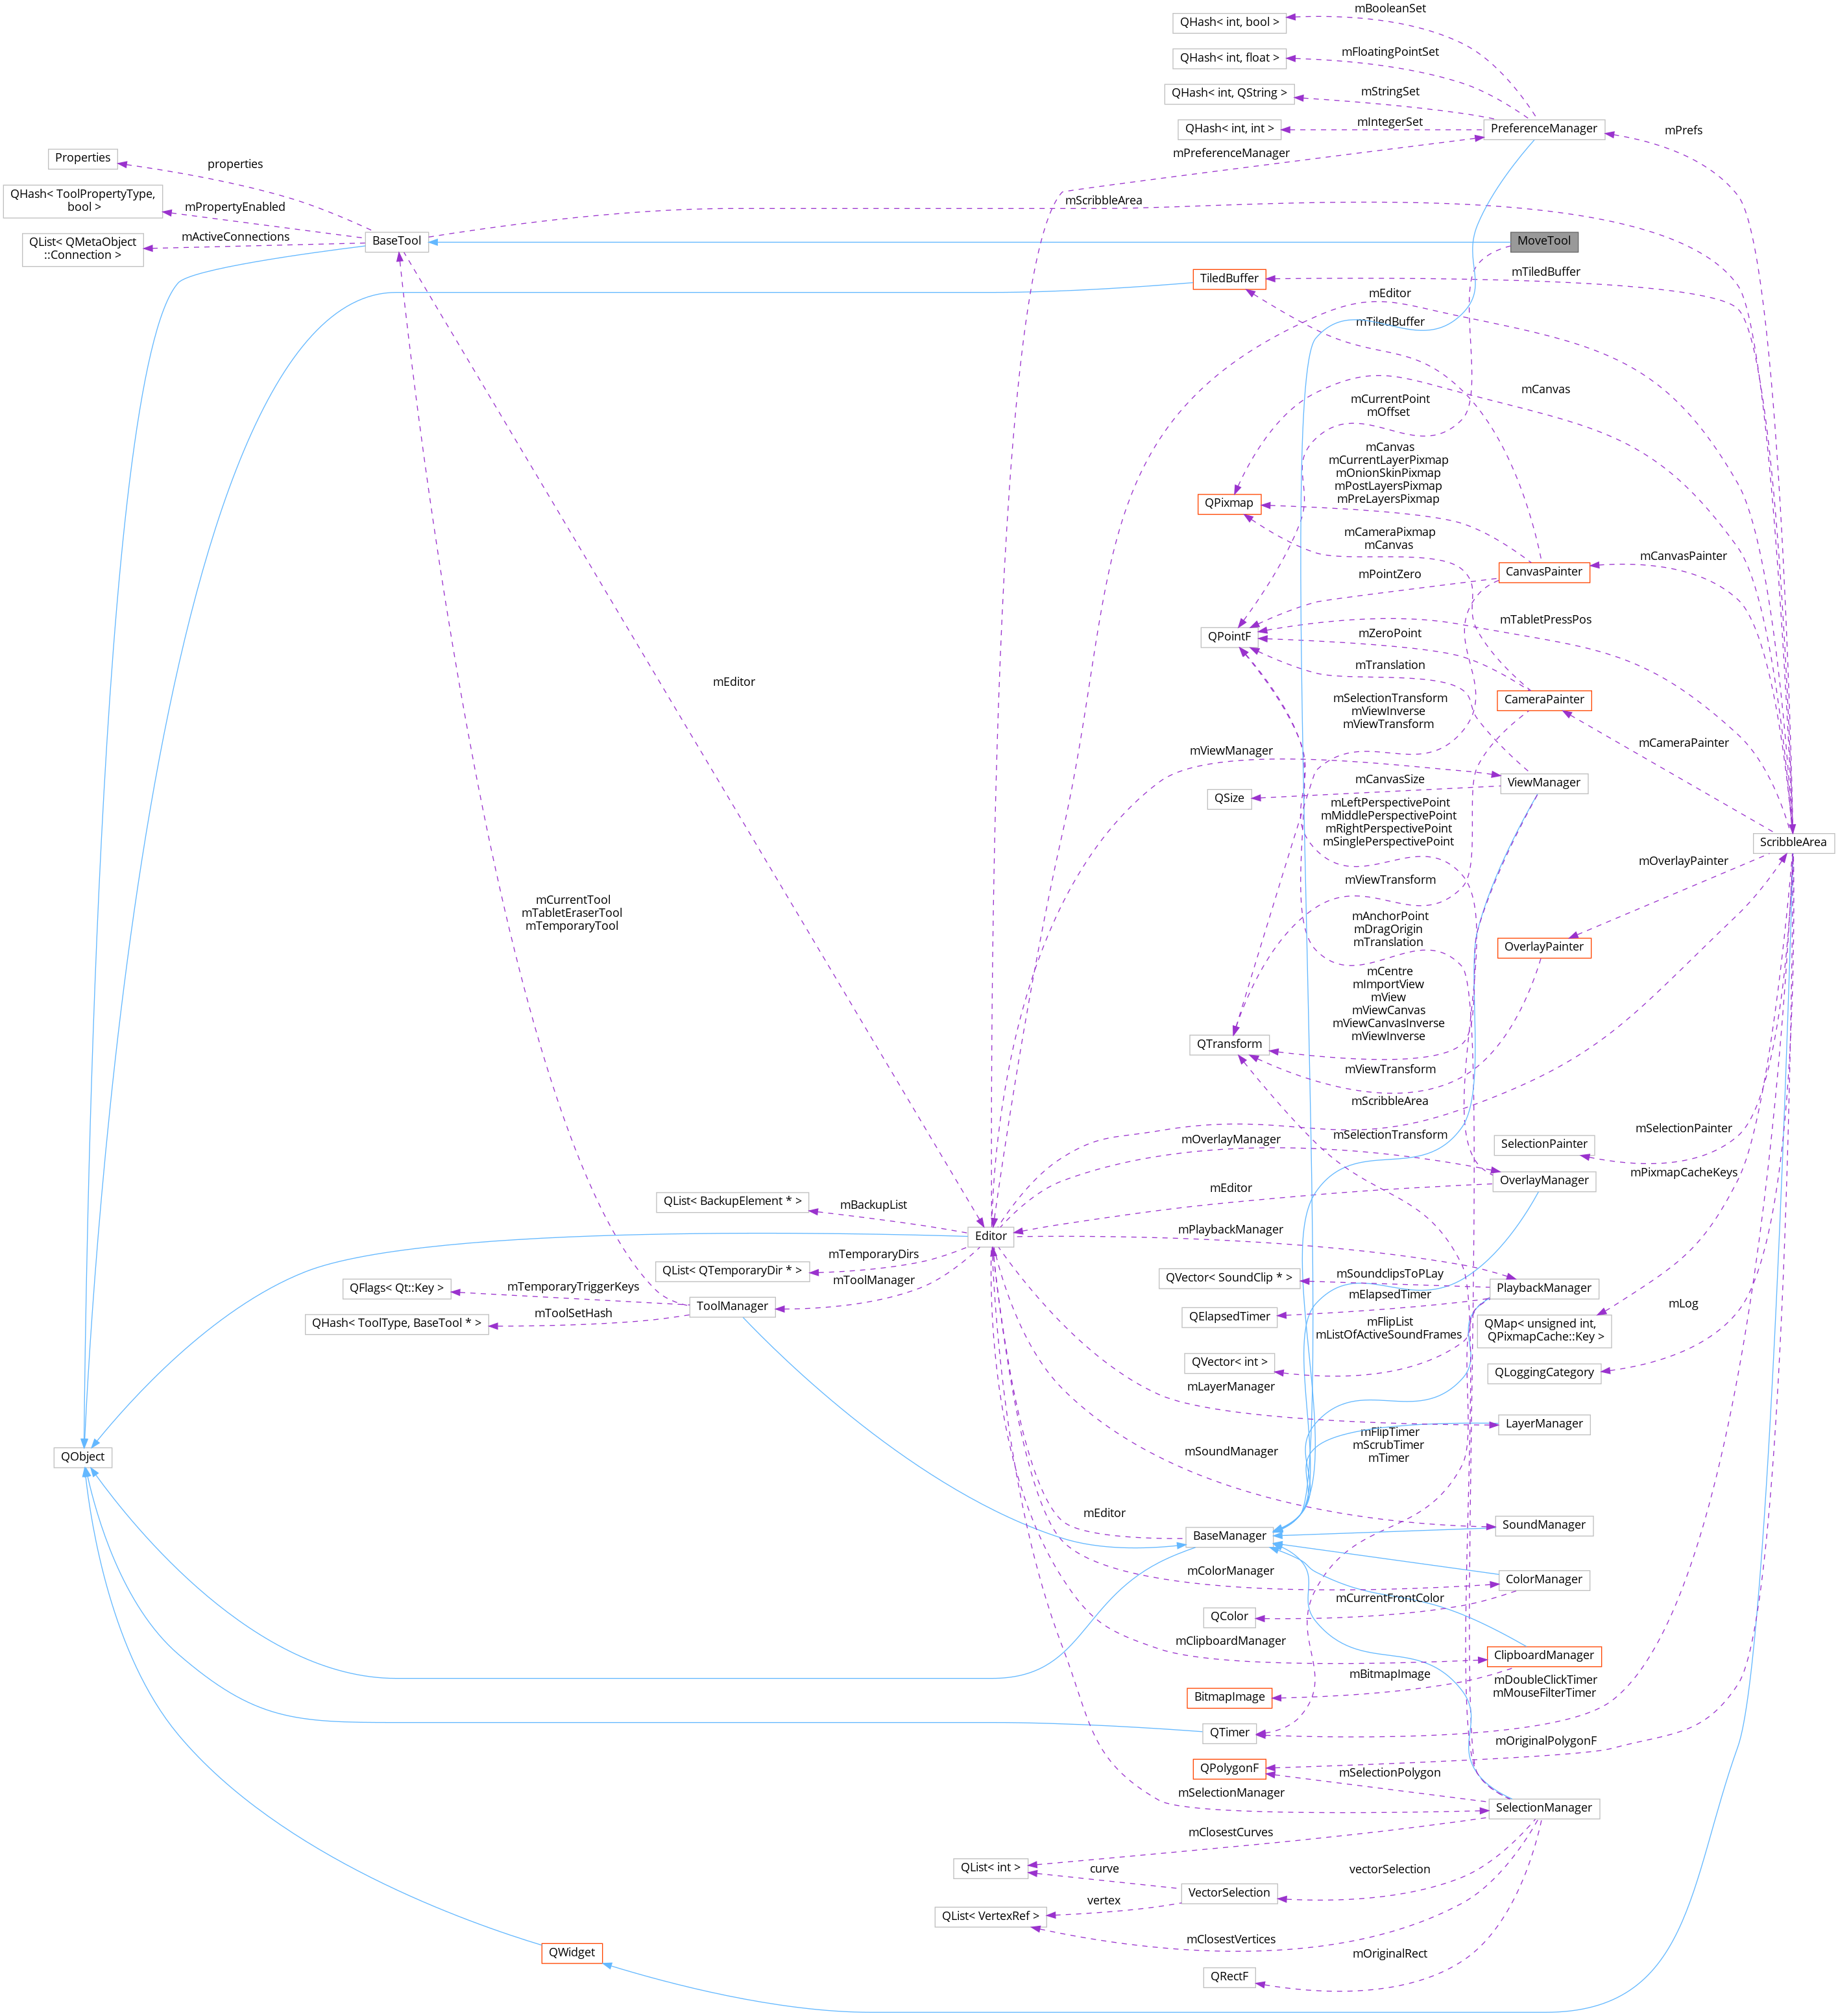 mBooleanSet
QHash< int, bool >
mFloatingPointSet
QHash< int, float >
mStringSet
QHash< int, QString >
mIntegerSet
QHash< int, int >
PreferenceManager
mPrefs
mPreferenceManager
Properties
properties
QHash< ToolPropertyType,
bool >
mPropertyEnabled
mScribbleArea
QList< QMetaObject
::Connection >
mActiveConnections
BaseTool
MoveTool
TiledBuffer
mTiledBuffer
mEditor
mTiledBuffer
mCanvas
mCurrentPoint
mOffset
mCanvas
mCurrentLayerPixmap
mOnionSkinPixmap
mPostLayersPixmap
mPreLayersPixmap
QPixmap
mCameraPixmap
mCanvas
mCanvasPainter
CanvasPainter
mPointZero
mTabletPressPos
QPointF
mZeroPoint
mTranslation
mEditor
mSelectionTransform
mViewInverse
mViewTransform
CameraPainter
mCameraPainter
mViewManager
mCanvasSize
ViewManager
QSize
mLeftPerspectivePoint
mMiddlePerspectivePoint
mRightPerspectivePoint
mSinglePerspectivePoint
ScribbleArea
mOverlayPainter
mViewTransform
mCurrentTool
mTabletEraserTool
mTemporaryTool
mAnchorPoint
mDragOrigin
mTranslation
OverlayPainter
mCentre
mImportView
mView
mViewCanvas
mViewCanvasInverse
mViewInverse
QTransform
mViewTransform
mScribbleArea
mSelectionTransform
mOverlayManager
SelectionPainter
mSelectionPainter
mPixmapCacheKeys
OverlayManager
mEditor
QList< BackupElement * >
mBackupList
Editor
mPlaybackManager
mTemporaryDirs
QList< QTemporaryDir * >
mToolManager
QVector< SoundClip * >
mSoundclipsToPLay
PlaybackManager
mElapsedTimer
QFlags< Qt::Key >
mTemporaryTriggerKeys
ToolManager
mToolSetHash
QHash< ToolType, BaseTool * >
QElapsedTimer
mFlipList
mListOfActiveSoundFrames
QMap< unsigned int,
QPixmapCache::Key >
mLog
QVector< int >
QLoggingCategory
mLayerManager
LayerManager
mFlipTimer
mScrubTimer
mTimer
QObject
mSoundManager
mEditor
BaseManager
SoundManager
mColorManager
ColorManager
mCurrentFrontColor
QColor
mClipboardManager
ClipboardManager
mBitmapImage
mDoubleClickTimer
mMouseFilterTimer
BitmapImage
QTimer
mOriginalPolygonF
QPolygonF
mSelectionPolygon
mSelectionManager
SelectionManager
mClosestCurves
QList< int >
curve
vectorSelection
VectorSelection
vertex
QList< VertexRef >
mClosestVertices
QWidget
mOriginalRect
QRectF